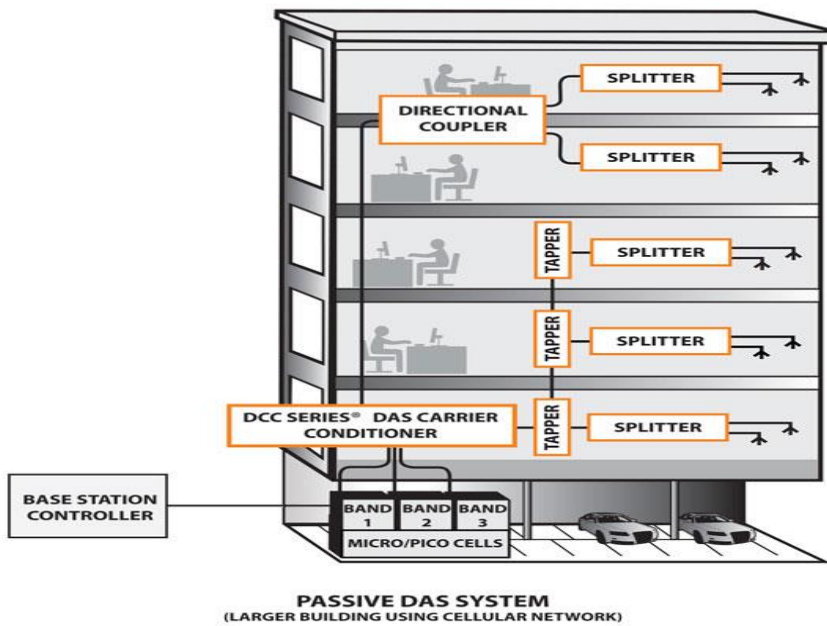 SPLITTER
DIRECTIONAL
COUPLER
SPLITTER
TAPPER
SPLITTER
TAPPER
SPLITTER
DCC SERIES® DAS CARRIER
CONDITIONER
TAPPER
SPLITTER
BASE STATION
CONTROLLER
BAND
1
BAND
2
BAND
3
MICRO/PICO CELLS
PASSIVE DAS SYSTEM
(LARGER BUILDING USING CELLULAR NETWORK)